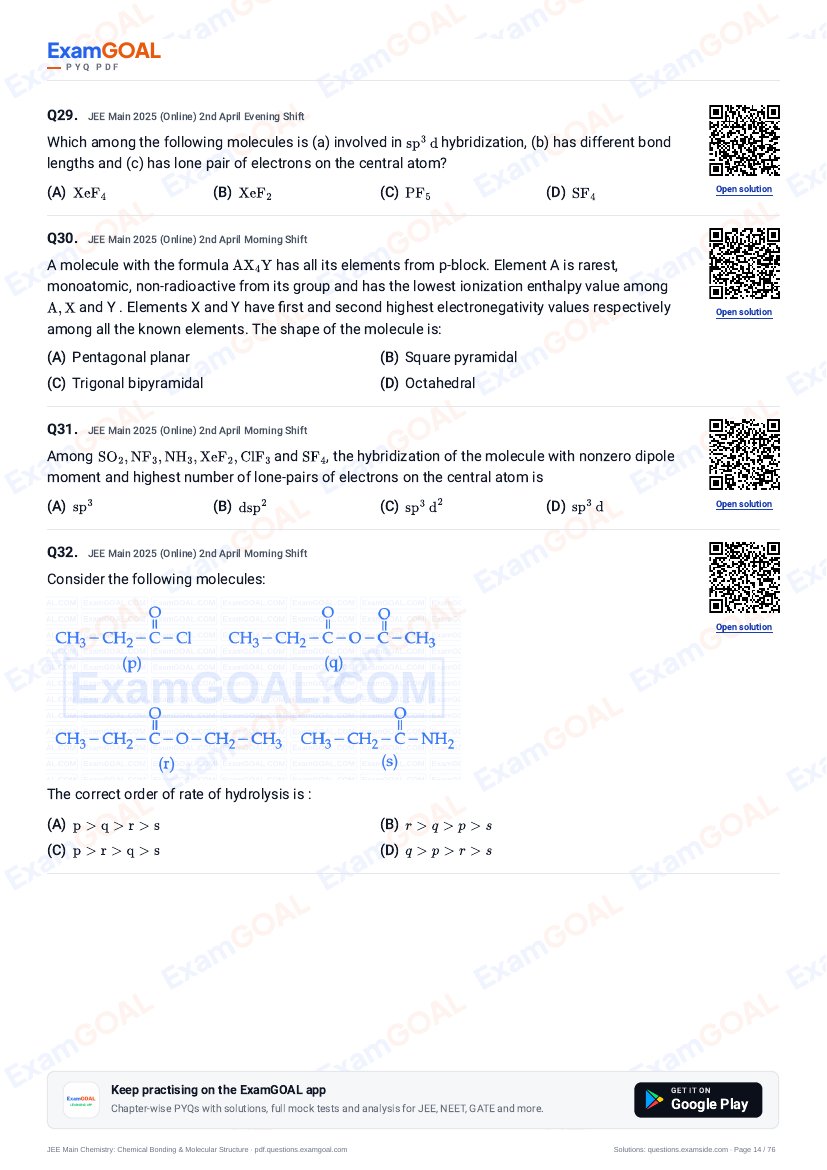 ExamGOAL
PYQ PDF
Q29. JEE Main 2025 (Online) 2nd April Evening Shift
Which among the following molecules is (a) involved in sp³ d hybridization, (b) has different bond
lengths and (c) has lone pair of electrons on the central atom?
(A) XeF₄ (B) XeF₂ (C) PF₅ (D) SF₄
Open solution
Q30. JEE Main 2025 (Online) 2nd April Morning Shift
A molecule with the formula AX₄Y has all its elements from p-block. Element A is rarest,
monoatomic, non-radioactive from its group and has the lowest ionization enthalpy value among
A, X and Y . Elements X and Y have first and second highest electronegativity values respectively
among all the known elements. The shape of the molecule is:
(A) Pentagonal planar (B) Square pyramidal
(C) Trigonal bipyramidal (D) Octahedral
Open solution
Q31. JEE Main 2025 (Online) 2nd April Morning Shift
Among SO₂, NF₃, NH₃, XeF₂, ClF₃ and SF₄, the hybridization of the molecule with nonzero dipole
moment and highest number of lone-pairs of electrons on the central atom is
(A) sp³ (B) dsp² (C) sp³ d² (D) sp³ d
Open solution
Q32. JEE Main 2025 (Online) 2nd April Morning Shift
Consider the following molecules:
O O O
CH₃–CH₂–C–Cl CH₃–CH₂–C–O–C–CH₃
(p) (q)
ExamGOAL.COM
O O
CH₃–CH₂–C–O–CH₂–CH₃ CH₃–CH₂–C–NH₂
(r) (s)
Open solution
The correct order of rate of hydrolysis is :
(A) p > q > r > s (B) r > q > p > s
(C) p > r > q > s (D) q > p > r > s
Keep practising on the ExamGOAL app
Chapter-wise PYQs with solutions, full mock tests and analysis for JEE, NEET, GATE and more.
GET IT ON
Google Play
JEE Main Chemistry: Chemical Bonding & Molecular Structure · pdf.questions.examgoal.com
Solutions: questions.examside.com · Page 14 / 76